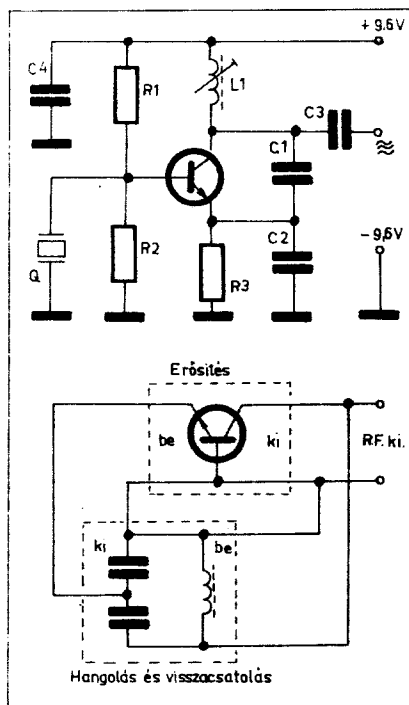 +9,6V
C4
R1
L1
C3
C1
≋
Q
R2
R3
C2
-9,6V
Erősítés
be
ki
RF. ki.
ki
be
Hangolás és visszacsatolás